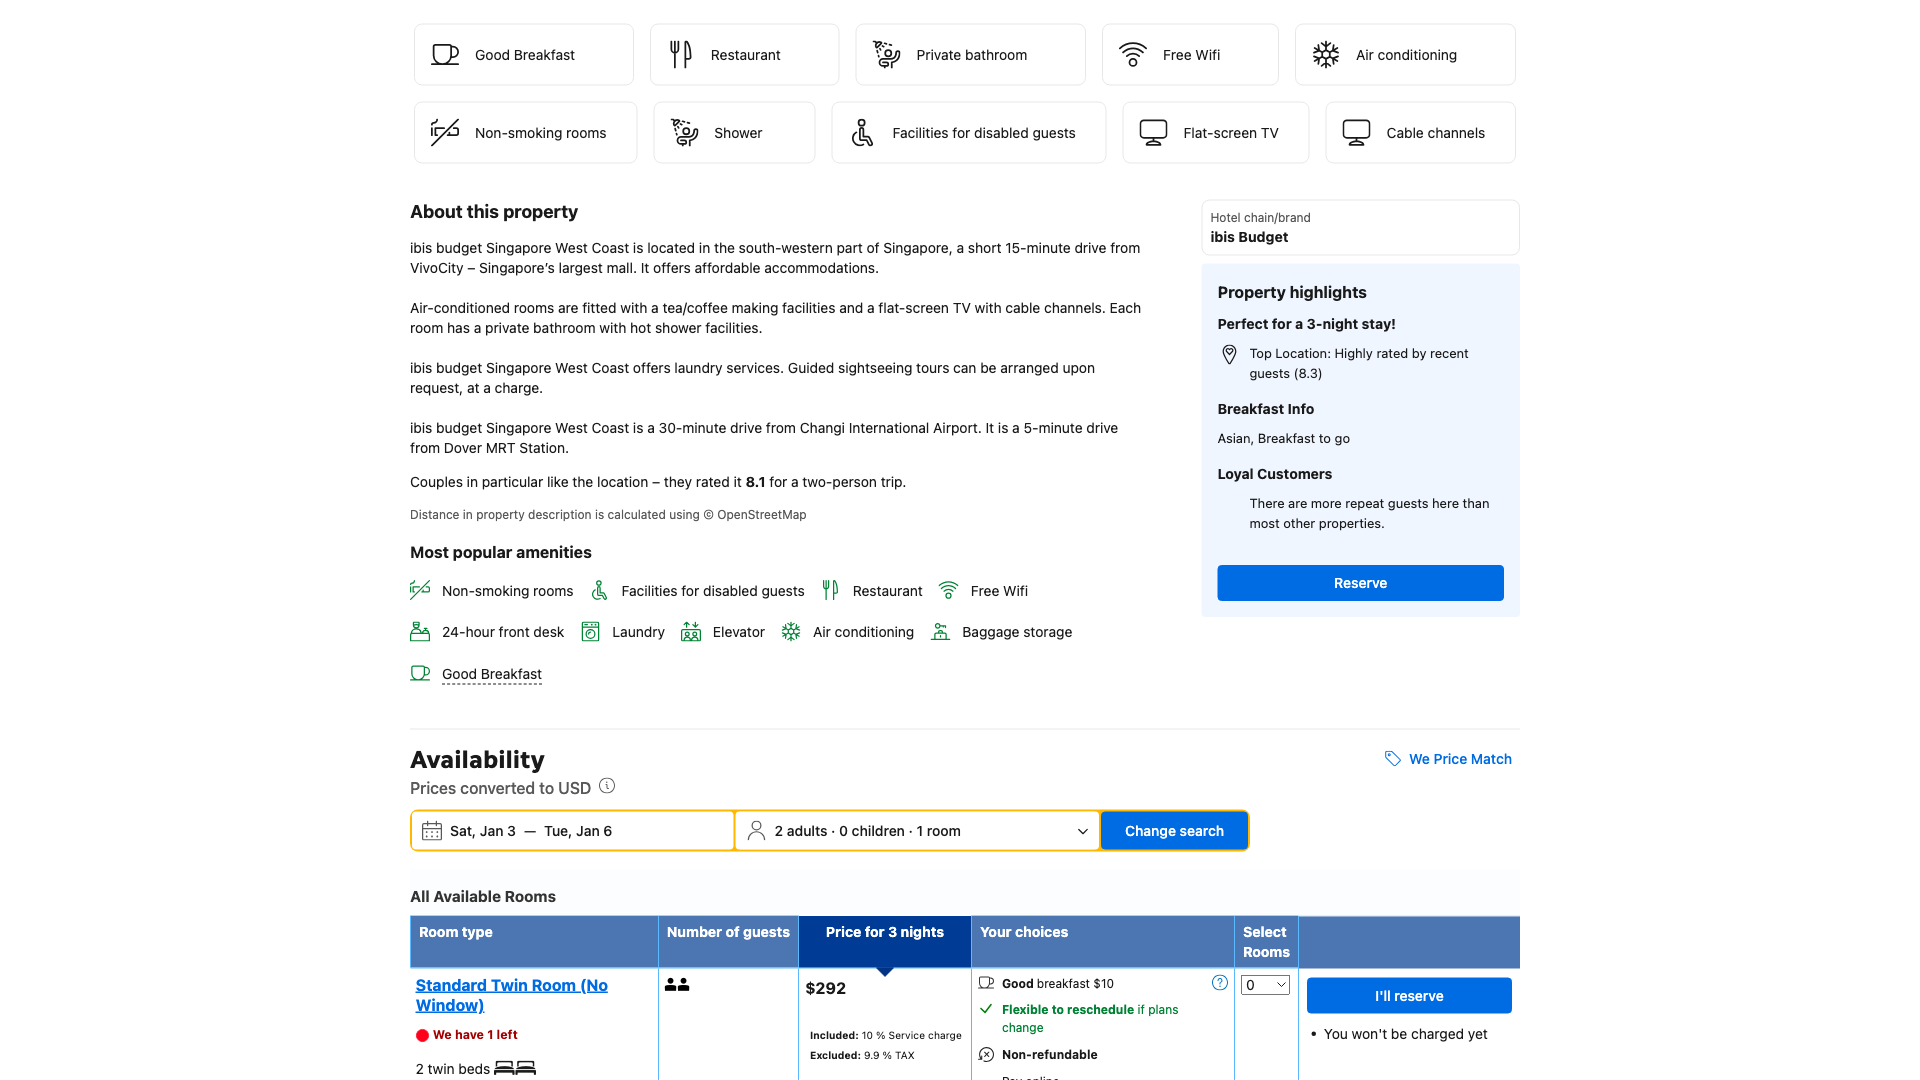 Good Breakfast
Restaurant
Private bathroom
Free Wifi
Air conditioning
Non-smoking rooms
Shower
Facilities for disabled guests
Flat-screen TV
Cable channels
About this property
ibis budget Singapore West Coast is located in the south-western part of Singapore, a short 15-minute drive from
VivoCity – Singapore’s largest mall. It offers affordable accommodations.
Air-conditioned rooms are fitted with a tea/coffee making facilities and a flat-screen TV with cable channels. Each
room has a private bathroom with hot shower facilities.
ibis budget Singapore West Coast offers laundry services. Guided sightseeing tours can be arranged upon
request, at a charge.
ibis budget Singapore West Coast is a 30-minute drive from Changi International Airport. It is a 5-minute drive
from Dover MRT Station.
Couples in particular like the location – they rated it 8.1 for a two-person trip.
Distance in property description is calculated using © OpenStreetMap
Most popular amenities
Non-smoking rooms
Facilities for disabled guests
Restaurant
Free Wifi
24-hour front desk
Laundry
Elevator
Air conditioning
Baggage storage
Good Breakfast
Hotel chain/brand
ibis Budget
Property highlights
Perfect for a 3-night stay!
Top Location: Highly rated by recent
guests (8.3)
Breakfast Info
Asian, Breakfast to go
Loyal Customers
There are more repeat guests here than
most other properties.
Reserve
Availability
We Price Match
Prices converted to USD
Sat, Jan 3 — Tue, Jan 6
2 adults · 0 children · 1 room
Change search
All Available Rooms
Room type
Number of guests
Price for 3 nights
Your choices
Select
Rooms
Standard Twin Room (No
Window)
We have 1 left
2 twin beds
$292
Included: 10 % Service charge
Excluded: 9.9 % TAX
Good breakfast $10
Flexible to reschedule if plans
change
Non-refundable
Pay online
0
I'll reserve
• You won't be charged yet